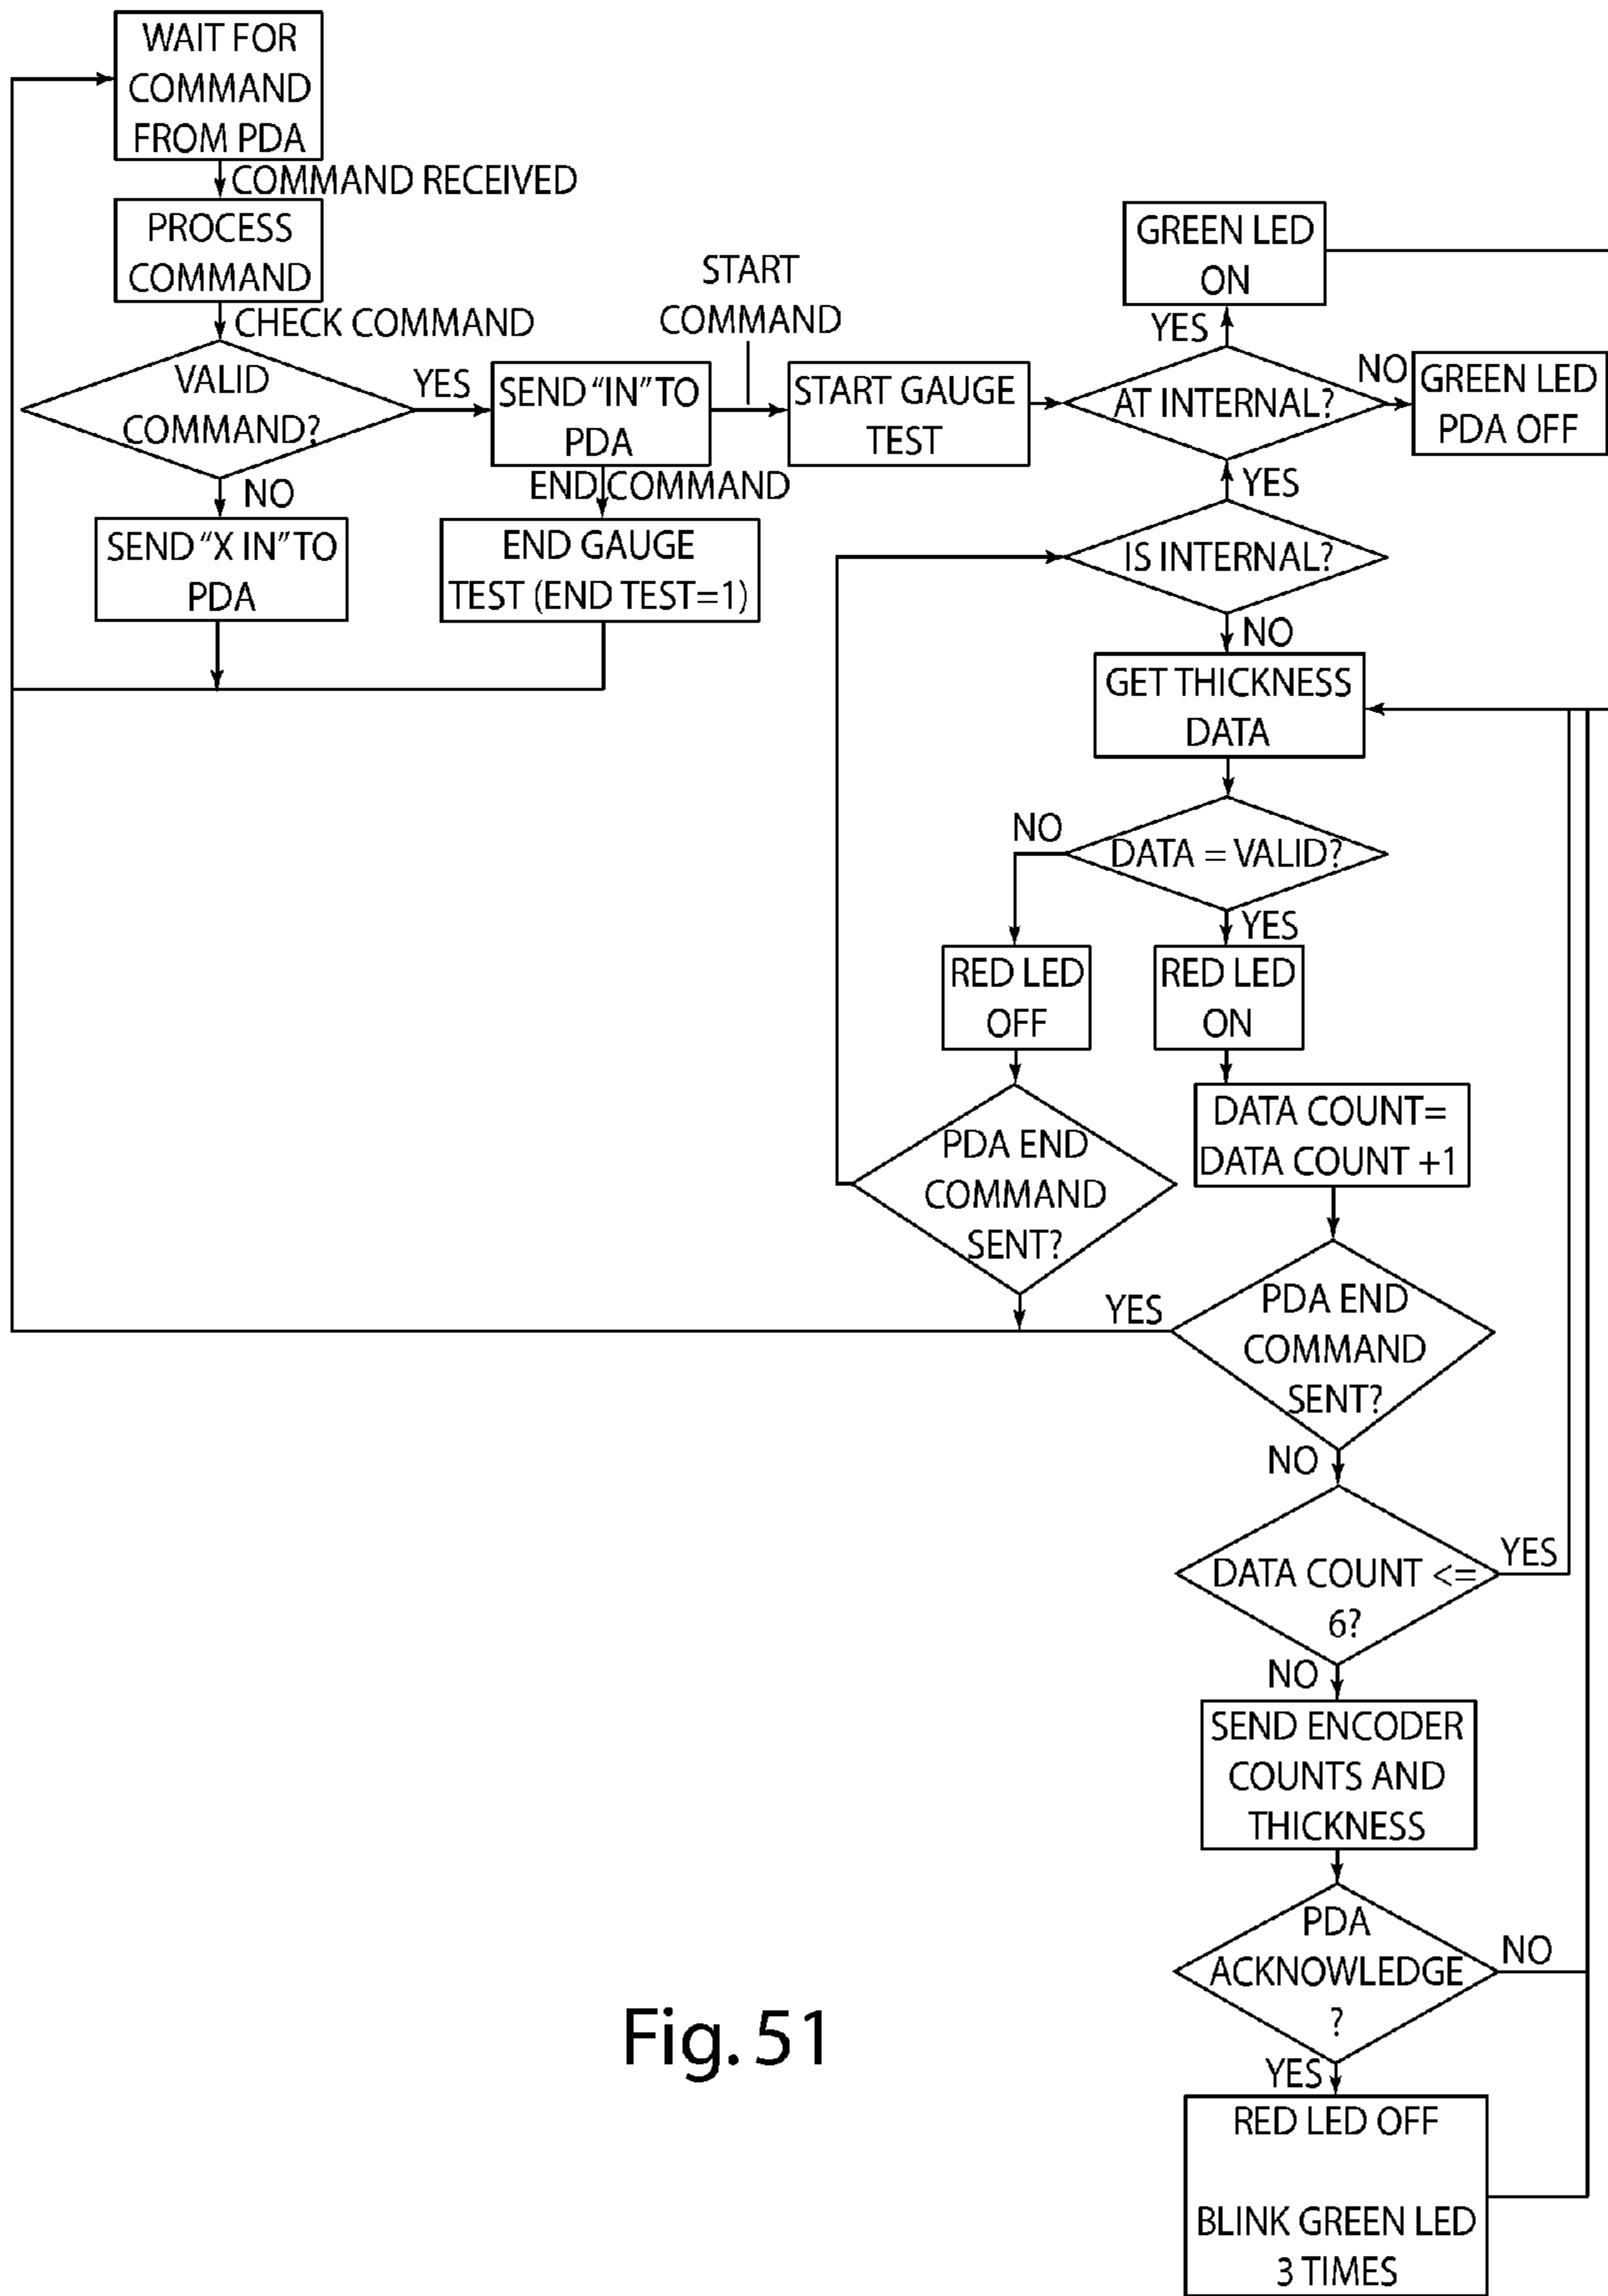 WAIT FOR
COMMAND
FROM PDA
COMMAND RECEIVED
PROCESS
COMMAND
CHECK COMMAND
VALID
COMMAND?
YES
NO
SEND “X IN” TO
PDA
SEND “IN” TO
PDA
END COMMAND
END GAUGE
TEST (END TEST=1)
START
COMMAND
START GAUGE
TEST
GREEN LED
ON
YES
AT INTERNAL?
NO
GREEN LED
PDA OFF
YES
IS INTERNAL?
NO
GET THICKNESS
DATA
DATA = VALID?
NO
YES
RED LED
OFF
RED LED
ON
PDA END
COMMAND
SENT?
DATA COUNT=
DATA COUNT +1
YES
PDA END
COMMAND
SENT?
NO
DATA COUNT <=
6?
YES
NO
SEND ENCODER
COUNTS AND
THICKNESS
PDA
ACKNOWLEDGE
?
NO
YES
RED LED OFF
BLINK GREEN LED
3 TIMES
Fig. 51